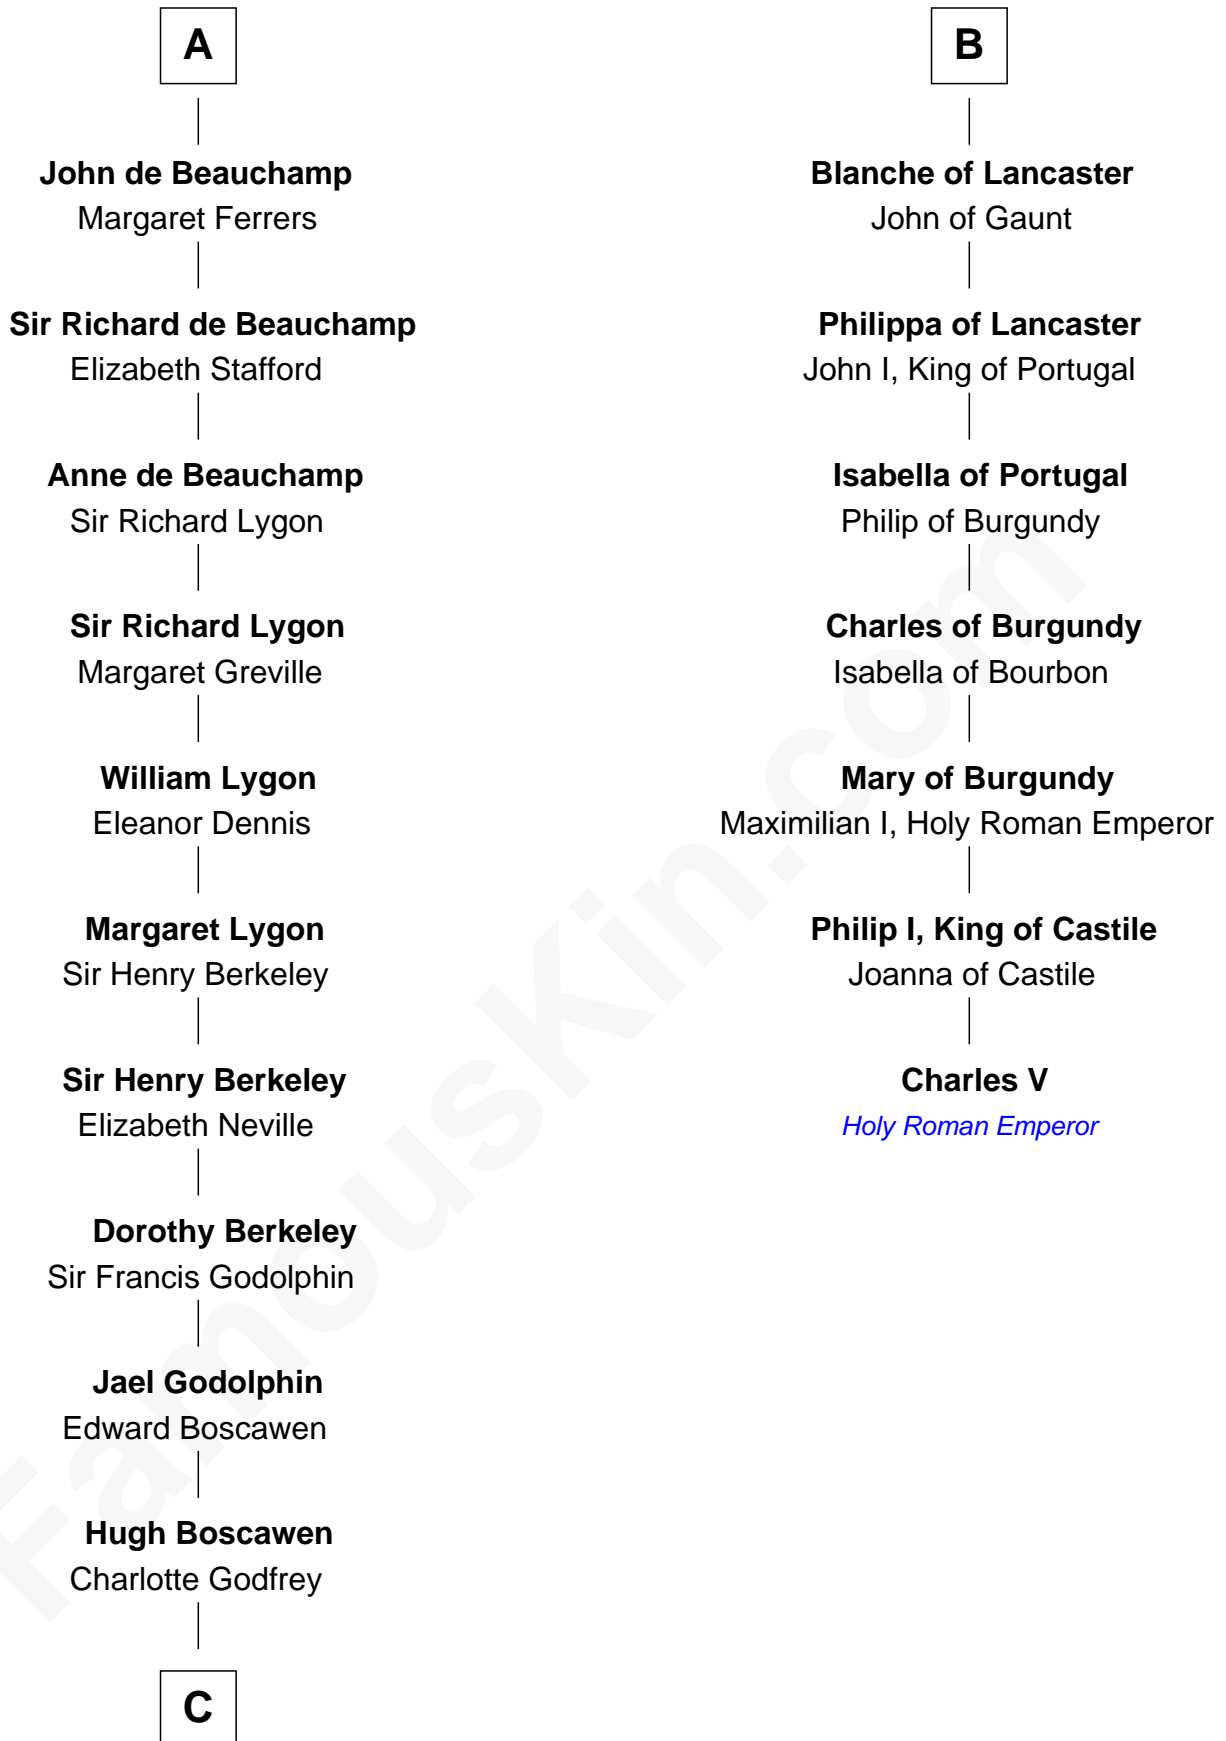 A
John de Beauchamp
Margaret Ferrers
Sir Richard de Beauchamp
Elizabeth Stafford
Anne de Beauchamp
Sir Richard Lygon
Sir Richard Lygon
Margaret Greville
William Lygon
Eleanor Dennis
Margaret Lygon
Sir Henry Berkeley
Sir Henry Berkeley
Elizabeth Neville
Dorothy Berkeley
Sir Francis Godolphin
Jael Godolphin
Edward Boscawen
Hugh Boscawen
Charlotte Godfrey
C
B
Blanche of Lancaster
John of Gaunt
Philippa of Lancaster
John I, King of Portugal
Isabella of Portugal
Philip of Burgundy
Charles of Burgundy
Isabella of Bourbon
Mary of Burgundy
Maximilian I, Holy Roman Emperor
Philip I, King of Castile
Joanna of Castile
Charles V
Holy Roman Emperor
FamousKin.com